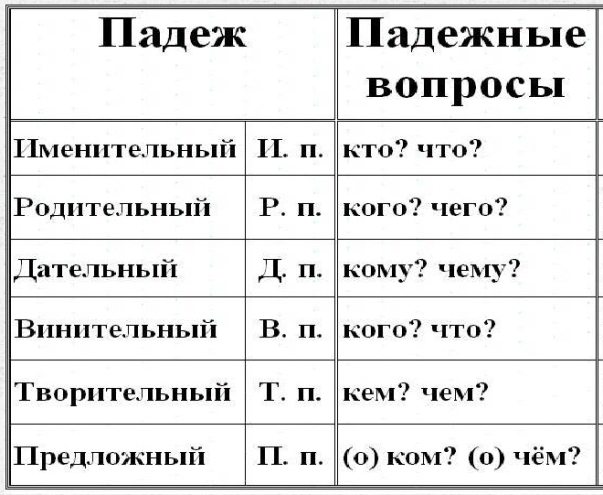 Падеж Падежные
вопросы
Именительный И. п. кто? что?
Родительный Р. п. кого? чего?
Дательный Д. п. кому? чему?
Винительный В. п. кого? что?
Творительный Т. п. кем? чем?
Предложный П. п. (о) ком? (о) чём?